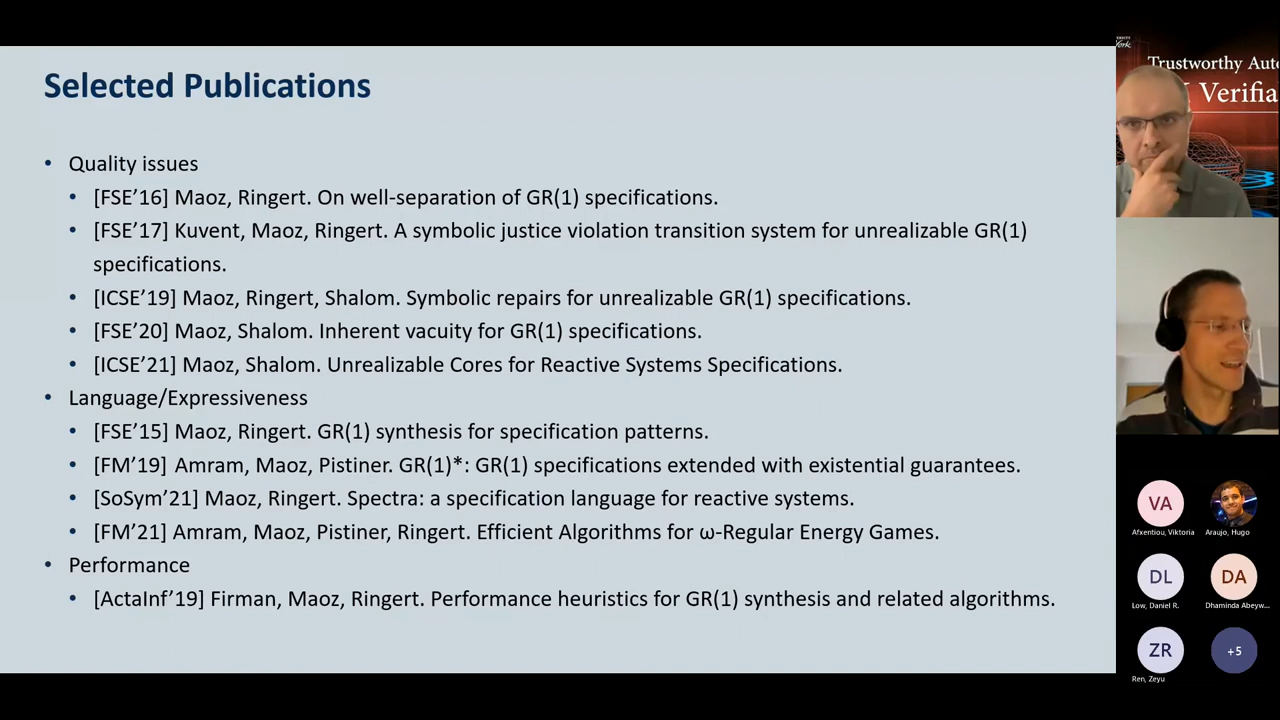 Selected Publications
• Quality issues
• [FSE’16] Maoz, Ringert. On well-separation of GR(1) specifications.
• [FSE’17] Kuvent, Maoz, Ringert. A symbolic justice violation transition system for unrealizable GR(1)
specifications.
• [ICSE’19] Maoz, Ringert, Shalom. Symbolic repairs for unrealizable GR(1) specifications.
• [FSE’20] Maoz, Shalom. Inherent vacuity for GR(1) specifications.
• [ICSE’21] Maoz, Shalom. Unrealizable Cores for Reactive Systems Specifications.
• Language/Expressiveness
• [FSE’15] Maoz, Ringert. GR(1) synthesis for specification patterns.
• [FM’19] Amram, Maoz, Pistiner. GR(1)*: GR(1) specifications extended with existential guarantees.
• [SoSym’21] Maoz, Ringert. Spectra: a specification language for reactive systems.
• [FM’21] Amram, Maoz, Pistiner, Ringert. Efficient Algorithms for ω-Regular Energy Games.
• Performance
• [ActaInf’19] Firman, Maoz, Ringert. Performance heuristics for GR(1) synthesis and related algorithms.
Trustworthy Auto
Verifia
VA
Afxentiou, Viktoria
Araujo, Hugo
DL
DA
Low, Daniel R.
Dhaminda Abeyw...
ZR
+5
Ren, Zeyu